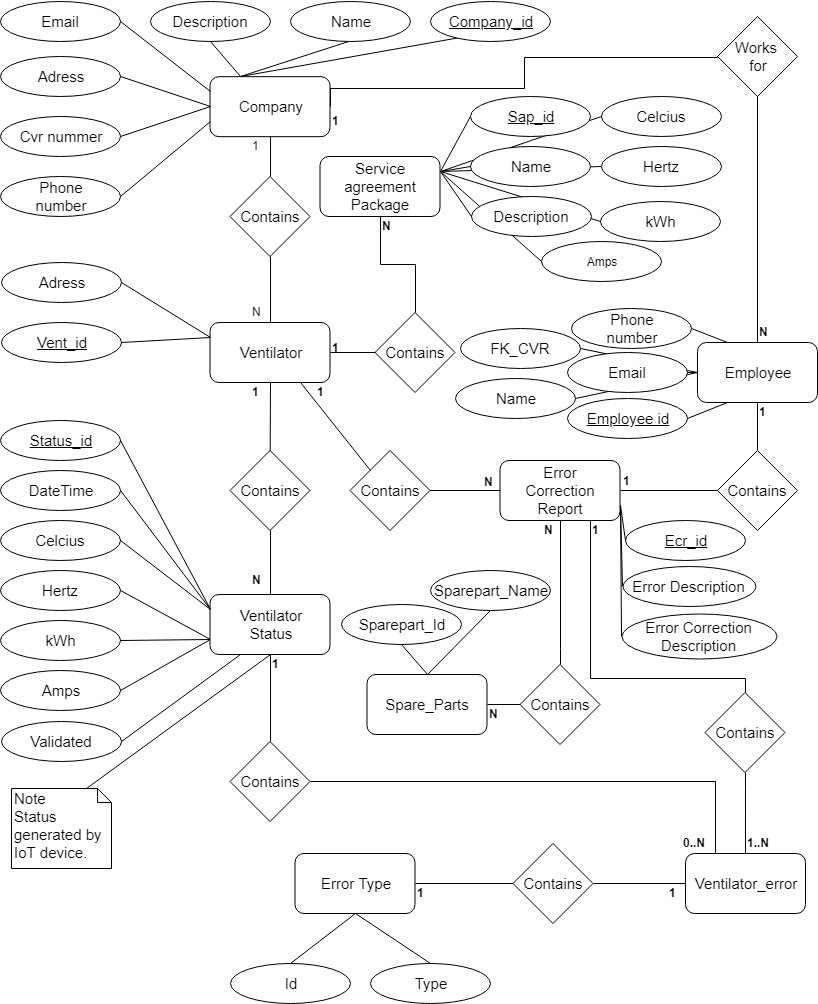 Email
Description
Name
Company_id
Works
for
Adress
Company
1
Sap_id
Celcius
Cvr nummer
1
Service
agreement
Package
Name
Hertz
Phone
number
Contains
N
Description
kWh
Amps
Adress
N
Phone
number
N
Vent_id
Ventilator
1
Contains
FK_CVR
Email
Employee
1
1
Name
Employee id
1
Status_id
Error
Correction
Report
DateTime
Contains
Contains
N
1
Contains
N
1
Celcius
Ecr_id
N
Hertz
Sparepart_Name
Error Description
Ventilator
Status
Sparepart_Id
kWh
Error Correction
Description
1
Amps
Spare_Parts
N
Contains
Contains
Validated
Contains
Note
Status
generated by
IoT device.
0..N
1..N
Error Type
1
Contains
1
Ventilator_error
Id
Type